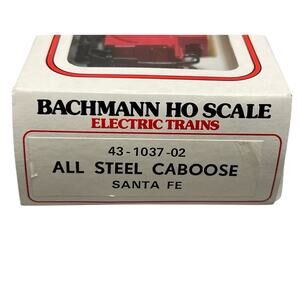 BACHMANN HO SCALE
ELECTRIC TRAINS
43-1037-02
ALL STEEL CABOOSE
SANTA FE